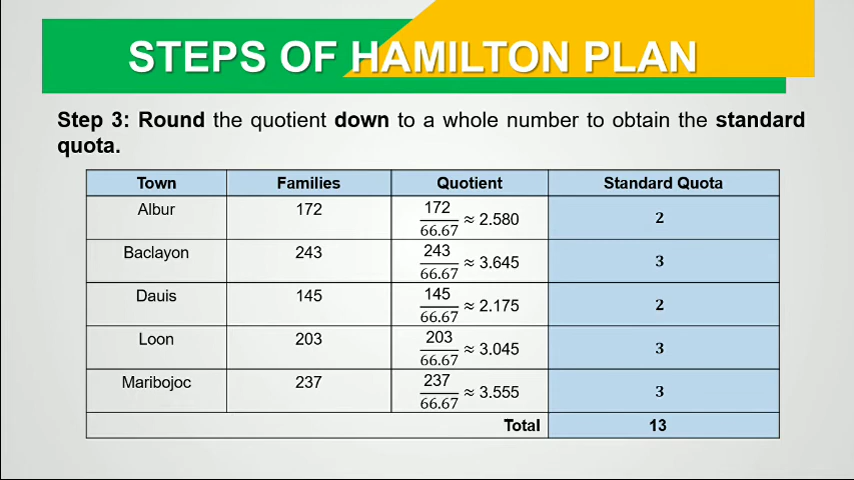 STEPS OF HAMILTON PLAN
Step 3: Round the quotient down to a whole number to obtain the standard
quota.
Town Families Quotient Standard Quota
Albur 172 172/66.67 ≈ 2.580 2
Baclayon 243 243/66.67 ≈ 3.645 3
Dauis 145 145/66.67 ≈ 2.175 2
Loon 203 203/66.67 ≈ 3.045 3
Maribojoc 237 237/66.67 ≈ 3.555 3
Total 13